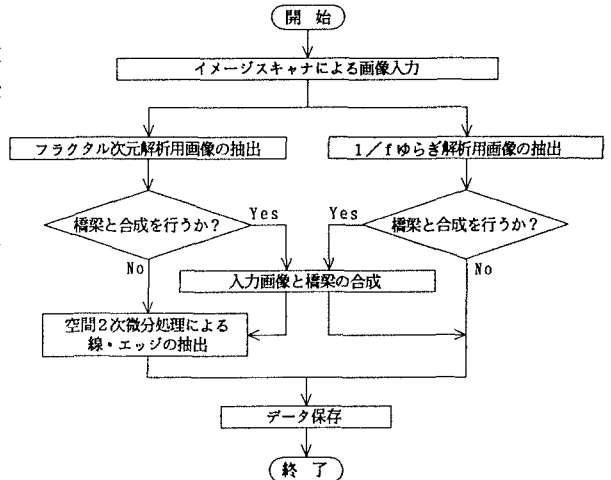 開 始
イメージスキャナによる画像入力
フラクタル次元解析用画像の抽出
1/fゆらぎ解析用画像の抽出
橋梁と合成を行うか?
Yes
Yes
橋梁と合成を行うか?
No
No
入力画像と橋梁の合成
空間2次微分処理による
線・エッジの抽出
データ保存
終 了